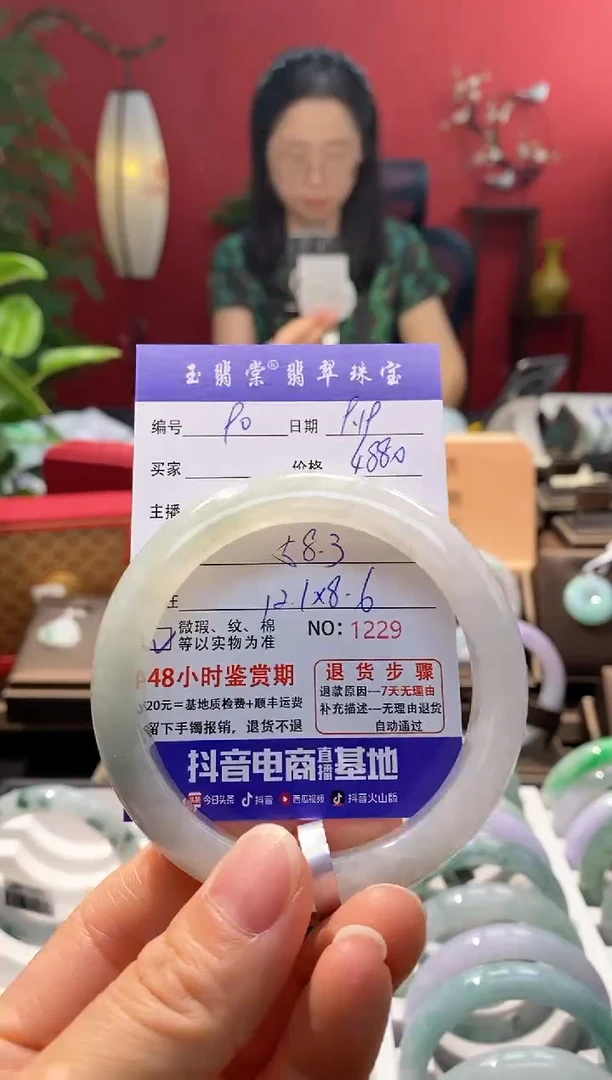 玉翡棠®翡翠珠宝
编号 90 日期 9.19
买家 价格 4880
主播
58.3
12.1x8.6
微瑕、纹、棉
等以实物为准
NO: 1229
48小时鉴赏期
20元=基地质检费+顺丰运费
留下手镯报销，退货不退
退货步骤
退款原因---7天无理由
补充描述---无理由退货
自动通过
抖音电商直播基地
今日头条 抖音 西瓜视频 抖音火山版